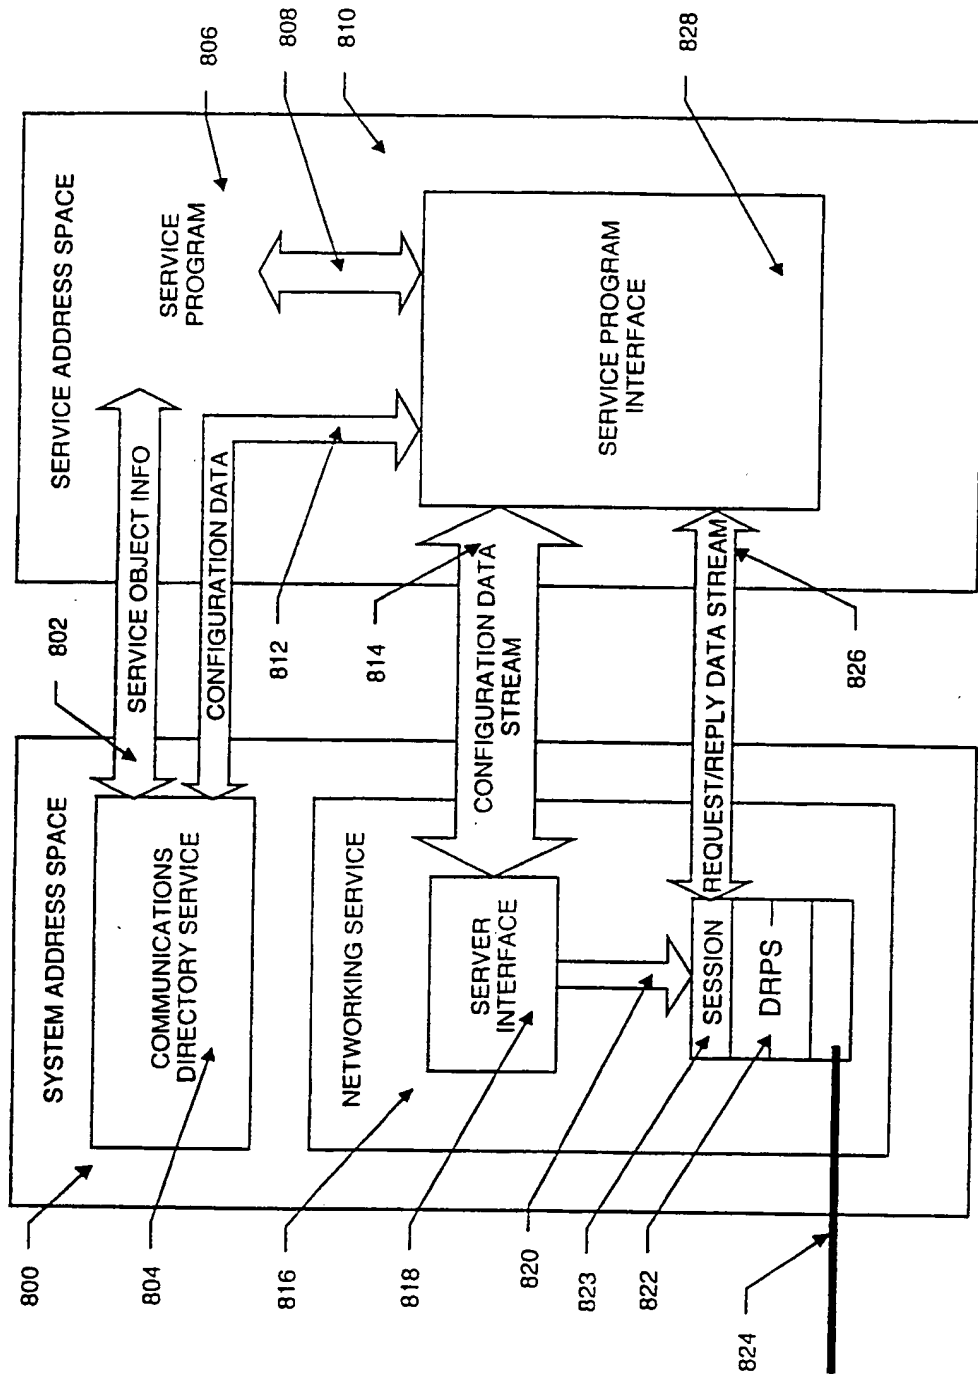 SYSTEM ADDRESS SPACE
SERVICE ADDRESS SPACE
800
804
COMMUNICATIONS
DIRECTORY SERVICE
802
SERVICE OBJECT INFO
CONFIGURATION DATA
SERVICE
PROGRAM
806
808
810
812
816
NETWORKING SERVICE
814
818
SERVER
INTERFACE
CONFIGURATION DATA
STREAM
SERVICE PROGRAM
INTERFACE
828
820
823
822
SESSION
DRPS
REQUEST/REPLY DATA STREAM
826
824